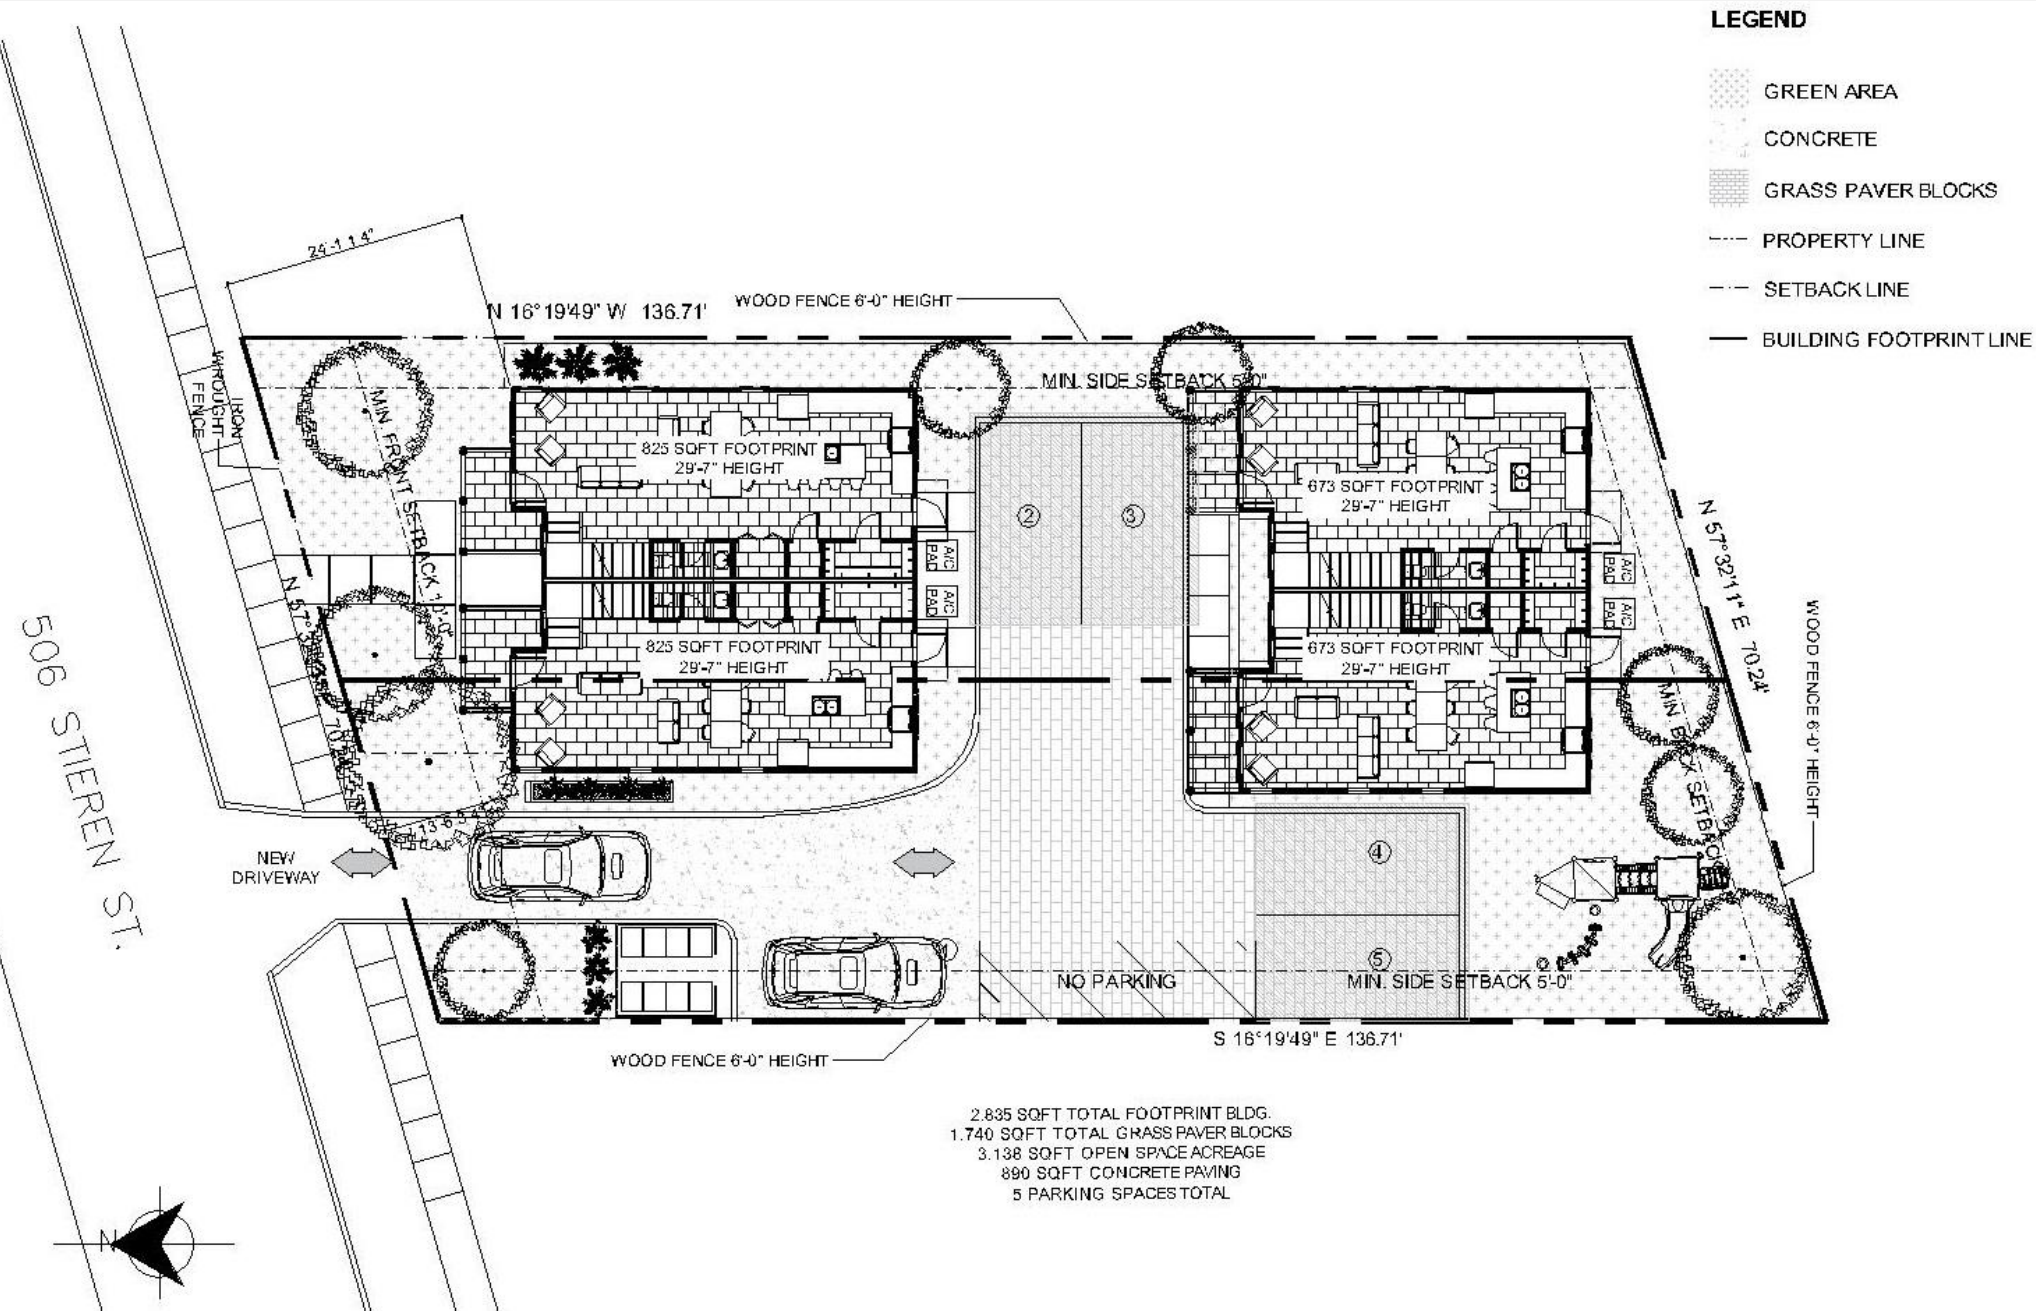 LEGEND
GREEN AREA
CONCRETE
GRASS PAVER BLOCKS
PROPERTY LINE
SETBACK LINE
BUILDING FOOTPRINT LINE
24'-1 1 4"
N 16°19'49" W 136.71'
WOOD FENCE 6'-0" HEIGHT
WROUGHT IRON
FENCE
MIN FRONT SETBACK 10'-0"
MIN. SIDE SETBACK 5'-0"
825 SQFT FOOTPRINT
29'-7" HEIGHT
673 SQFT FOOTPRINT
29'-7" HEIGHT
2
3
A/C
PAD
A/C
PAD
A/C
PAD
A/C
PAD
825 SQFT FOOTPRINT
29'-7" HEIGHT
673 SQFT FOOTPRINT
29'-7" HEIGHT
N 57°32'11" E 70.24'
WOOD FENCE 6'-0" HEIGHT
MIN. BACK SETBACK
506 STIEREN ST.
13'-6 3 4"
NEW
DRIVEWAY
4
5
NO PARKING
MIN. SIDE SETBACK 5'-0"
S 16°19'49" E 136.71'
WOOD FENCE 6'-0" HEIGHT
2.835 SQFT TOTAL FOOTPRINT BLDG.
1.740 SQFT TOTAL GRASS PAVER BLOCKS
3.138 SQFT OPEN SPACE ACREAGE
890 SQFT CONCRETE PAVING
5 PARKING SPACES TOTAL
N